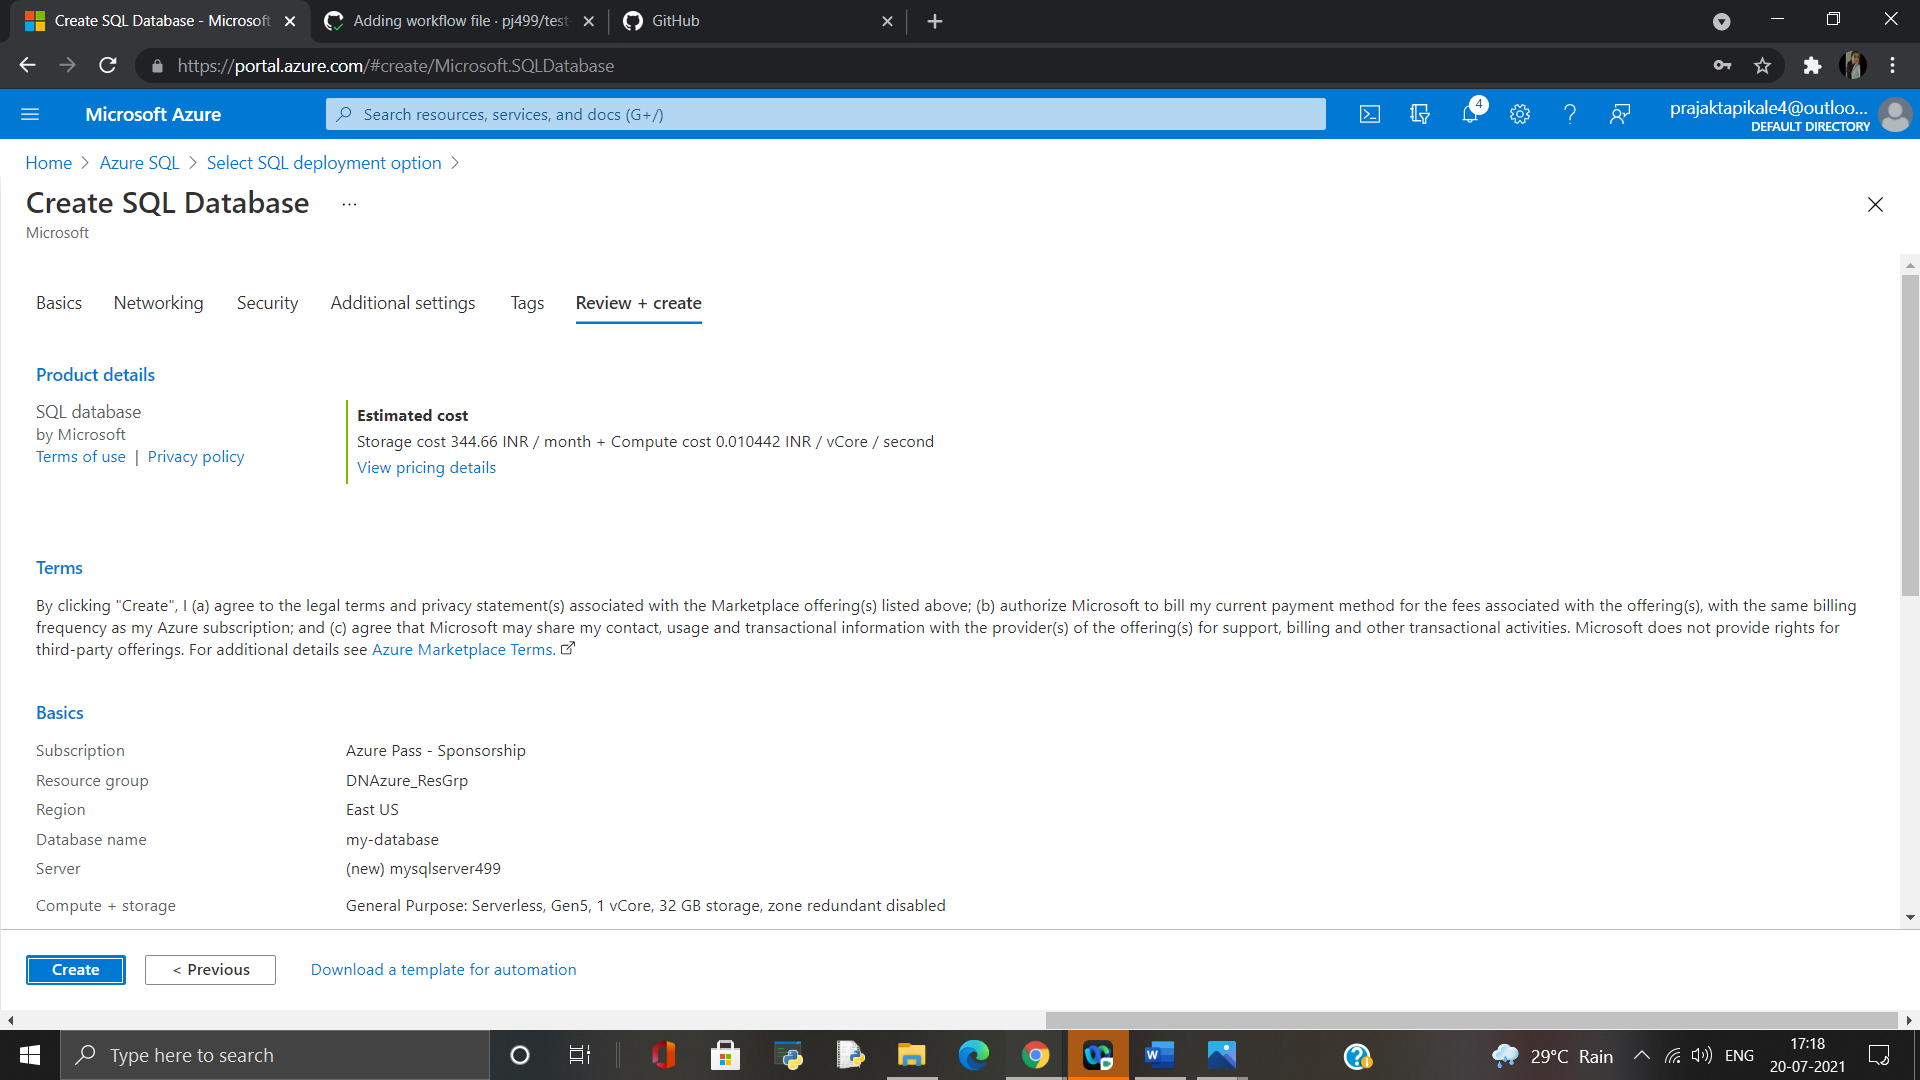 Create SQL Database - Microsoft
Adding workflow file · pj499/test
GitHub
https://portal.azure.com/#create/Microsoft.SQLDatabase
Microsoft Azure
Search resources, services, and docs (G+/)
4
prajaktapikale4@outloo...
DEFAULT DIRECTORY
Home > Azure SQL > Select SQL deployment option >
Create SQL Database ...
Microsoft
Basics Networking Security Additional settings Tags Review + create
Product details
SQL database
by Microsoft
Terms of use | Privacy policy
Estimated cost
Storage cost 344.66 INR / month + Compute cost 0.010442 INR / vCore / second
View pricing details
Terms
By clicking "Create", I (a) agree to the legal terms and privacy statement(s) associated with the Marketplace offering(s) listed above; (b) authorize Microsoft to bill my current payment method for the fees associated with the offering(s), with the same billing
frequency as my Azure subscription; and (c) agree that Microsoft may share my contact, usage and transactional information with the provider(s) of the offering(s) for support, billing and other transactional activities. Microsoft does not provide rights for
third-party offerings. For additional details see Azure Marketplace Terms.
Basics
Subscription Azure Pass - Sponsorship
Resource group DNAzure_ResGrp
Region East US
Database name my-database
Server (new) mysqlserver499
Compute + storage General Purpose: Serverless, Gen5, 1 vCore, 32 GB storage, zone redundant disabled
Create
< Previous
Download a template for automation
Type here to search
29°C Rain
ENG
17:18
20-07-2021